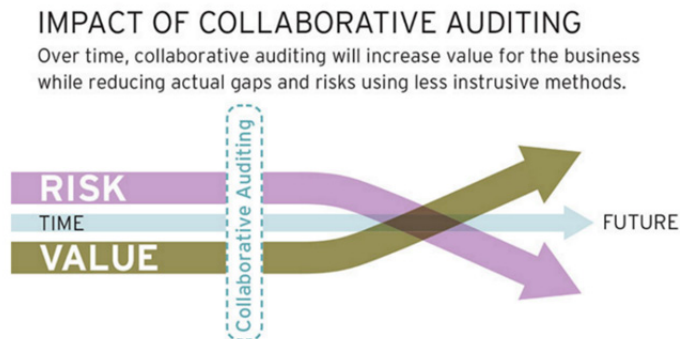 IMPACT OF COLLABORATIVE AUDITING
Over time, collaborative auditing will increase value for the business
while reducing actual gaps and risks using less instrusive methods.
Collaborative Auditing
RISK
TIME
FUTURE
VALUE